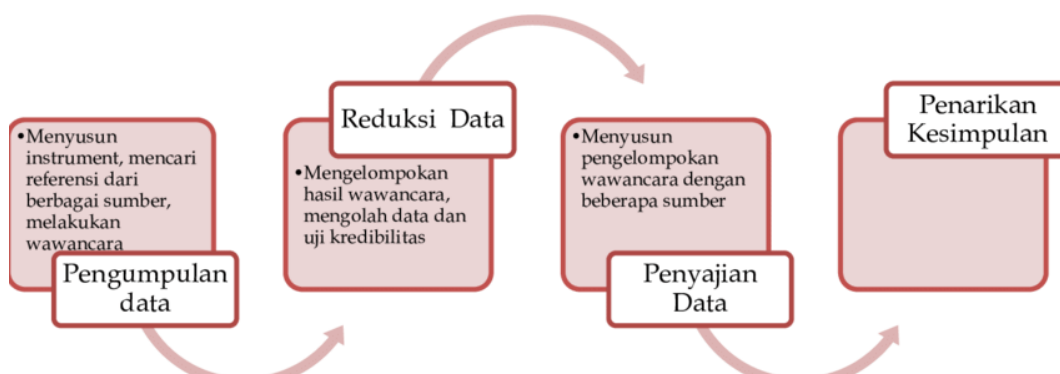 •Menyusun
instrument, mencari
referensi dari
berbagai sumber,
melakukan
wawancara
Pengumpulan
data
Reduksi Data
•Mengelompokan
hasil wawancara,
mengolah data dan
uji kredibilitas
•Menyusun
pengelompokan
wawancara dengan
beberapa sumber
Penyajian
Data
Penarikan
Kesimpulan